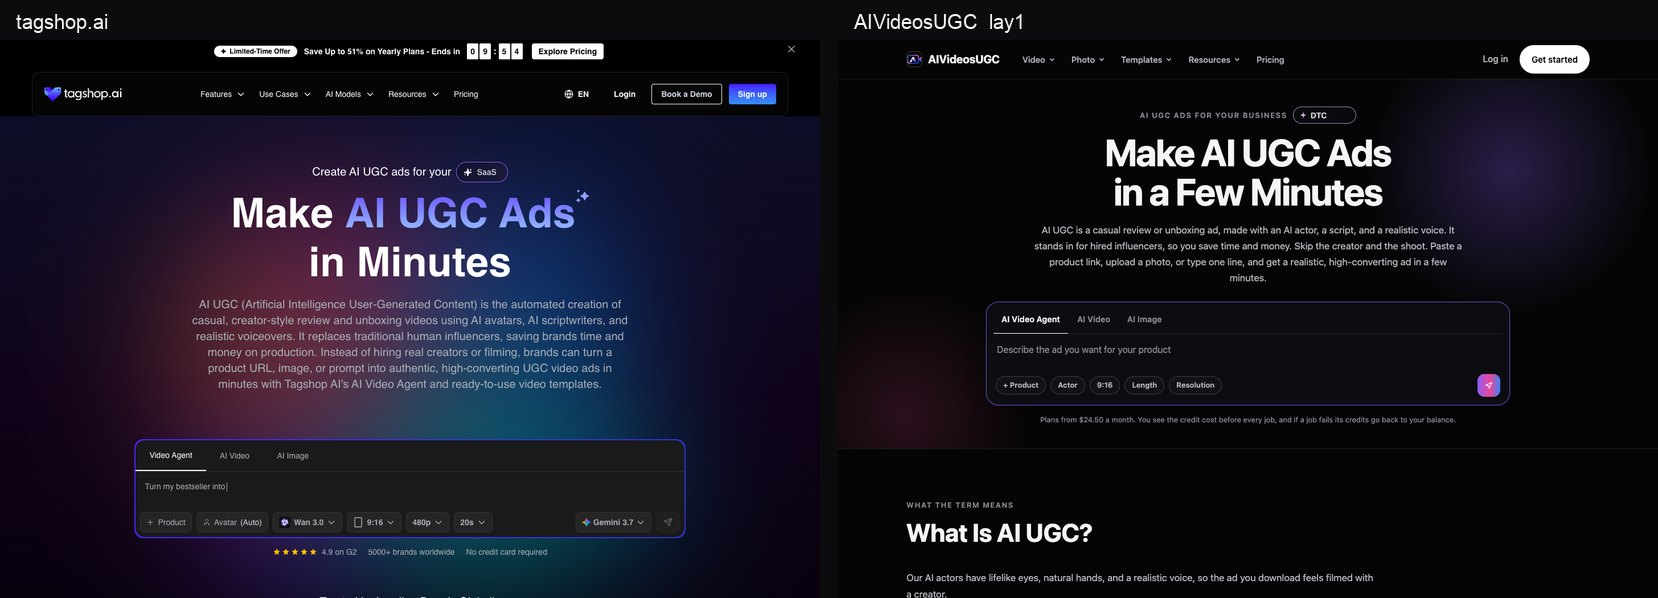 tagshop.ai
Limited-Time Offer Save Up to 51% on Yearly Plans - Ends in 0 9 : 5 4 Explore Pricing
tagshop.ai Features Use Cases AI Models Resources Pricing EN Login Book a Demo Sign up
Create AI UGC ads for your SaaS
Make AI UGC Ads
in Minutes
AI UGC (Artificial Intelligence User-Generated Content) is the automated creation of
casual, creator-style review and unboxing videos using AI avatars, AI scriptwriters, and
realistic voiceovers. It replaces traditional human influencers, saving brands time and
money on production. Instead of hiring real creators or filming, brands can turn a
product URL, image, or prompt into authentic, high-converting UGC video ads in
minutes with Tagshop AI's AI Video Agent and ready-to-use video templates.
Video Agent AI Video AI Image
Turn my bestseller into
+ Product Avatar (Auto) Wan 3.0 9:16 480p 20s Gemini 3.7
★★★★★ 4.9 on G2 · 5000+ brands worldwide · No credit card required
AIVideosUGC lay1
AIVideosUGC Video Photo Templates Resources Pricing Log in Get started
AI UGC ADS FOR YOUR BUSINESS DTC
Make AI UGC Ads
in a Few Minutes
AI UGC is a casual review or unboxing ad, made with an AI actor, a script, and a realistic voice. It
stands in for hired influencers, so you save time and money. Skip the creator and the shoot. Paste a
product link, upload a photo, or type one line, and get a realistic, high-converting ad in a few
minutes.
AI Video Agent AI Video AI Image
Describe the ad you want for your product
+ Product Actor 9:16 Length Resolution
Plans from $24.50 a month. You see the credit cost before every job, and if a job fails its credits go back to your balance.
WHAT THE TERM MEANS
What Is AI UGC?
Our AI actors have lifelike eyes, natural hands, and a realistic voice, so the ad you download feels filmed with
a creator.